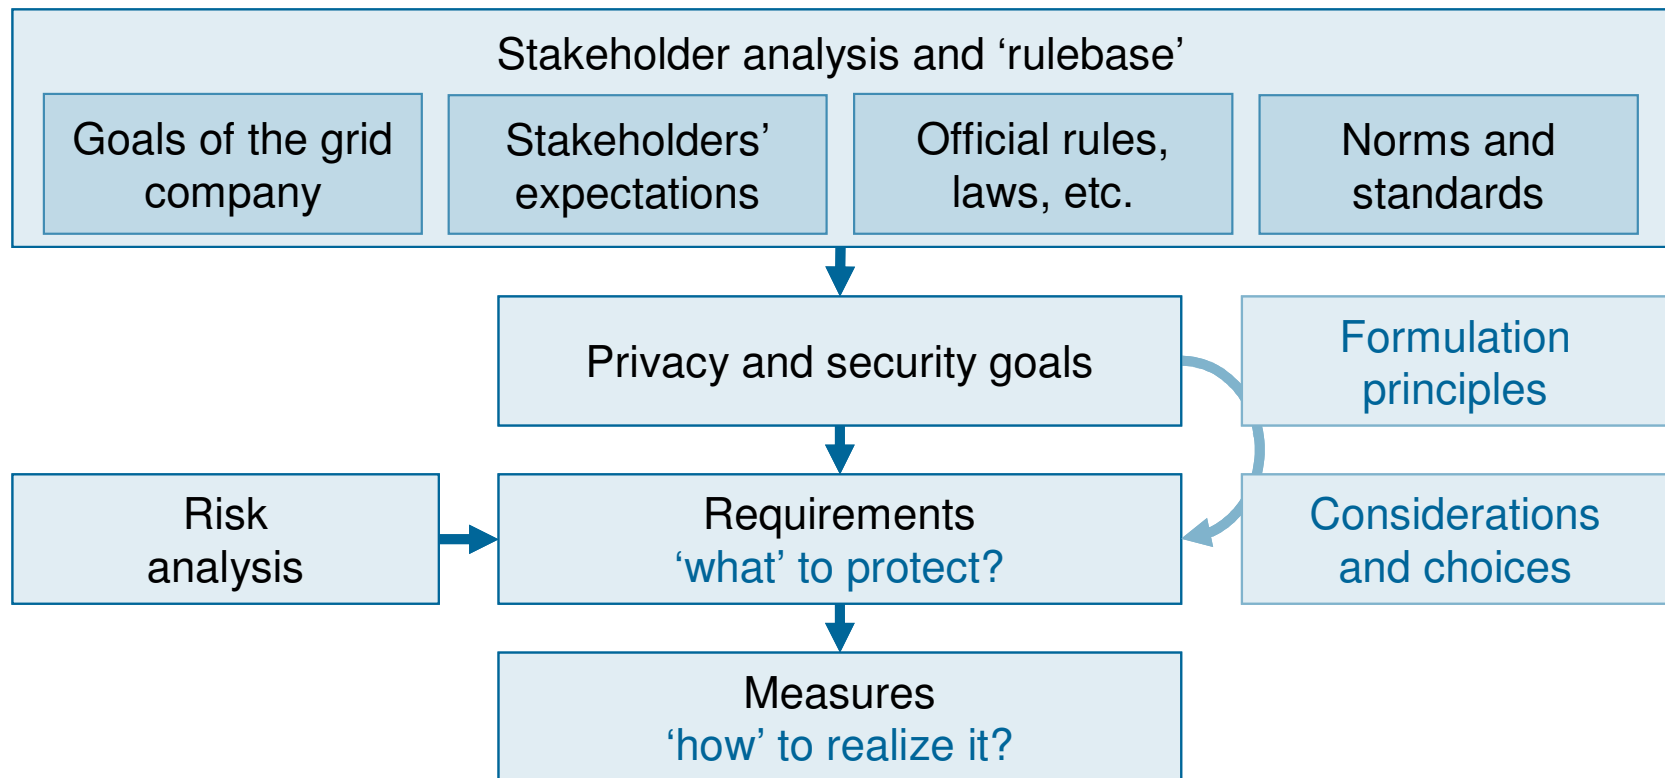 Stakeholder analysis and ‘rulebase’
Goals of the grid
company
Stakeholders’
expectations
Official rules,
laws, etc.
Norms and
standards
Privacy and security goals
Formulation
principles
Risk
analysis
Requirements
‘what’ to protect?
Considerations
and choices
Measures
‘how’ to realize it?